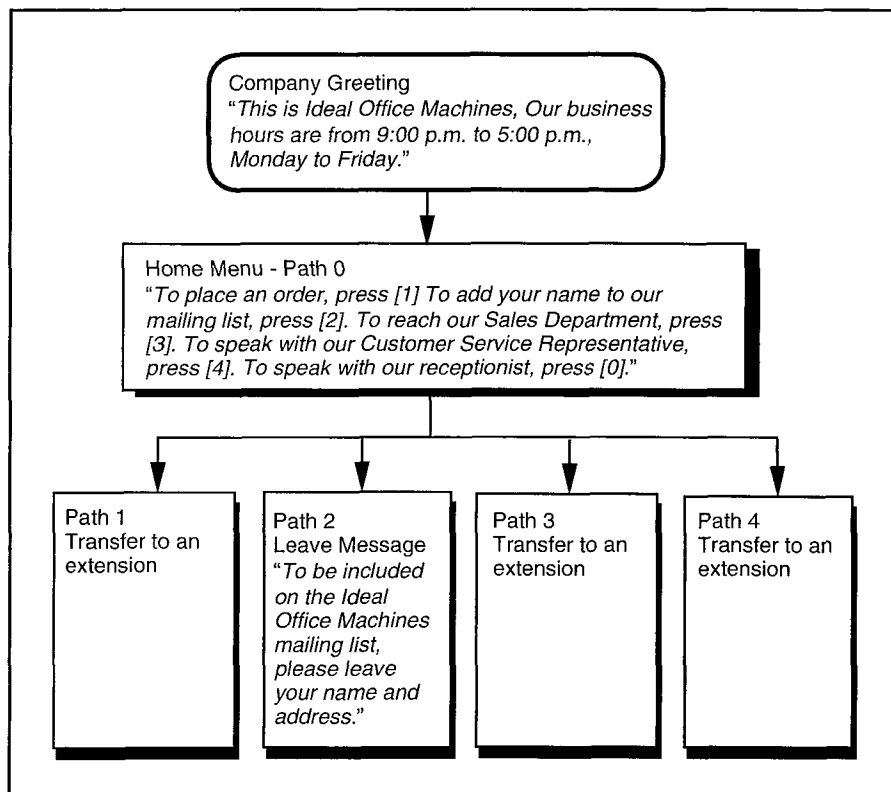 Company Greeting
“This is Ideal Office Machines, Our business
hours are from 9:00 p.m. to 5:00 p.m.,
Monday to Friday.”
Home Menu - Path 0
“To place an order, press [1] To add your name to our
mailing list, press [2]. To reach our Sales Department, press
[3]. To speak with our Customer Service Representative,
press [4]. To speak with our receptionist, press [0].”
Path 1
Transfer to an
extension
Path 2
Leave Message
“To be included
on the Ideal
Office Machines
mailing list,
please leave
your name and
address.”
Path 3
Transfer to an
extension
Path 4
Transfer to an
extension